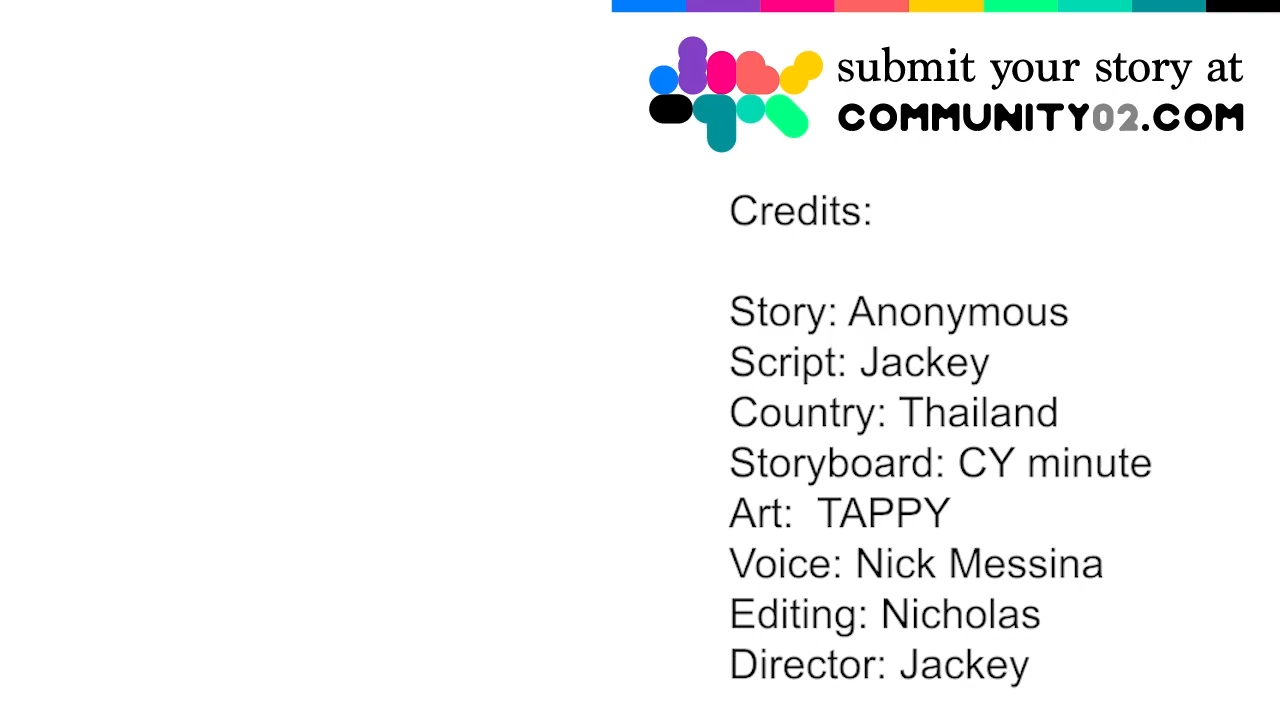 submit your story at
COMMUNITY02.COM
Credits:
Story: Anonymous
Script: Jackey
Country: Thailand
Storyboard: CY minute
Art:  TAPPY
Voice: Nick Messina
Editing: Nicholas
Director: Jackey